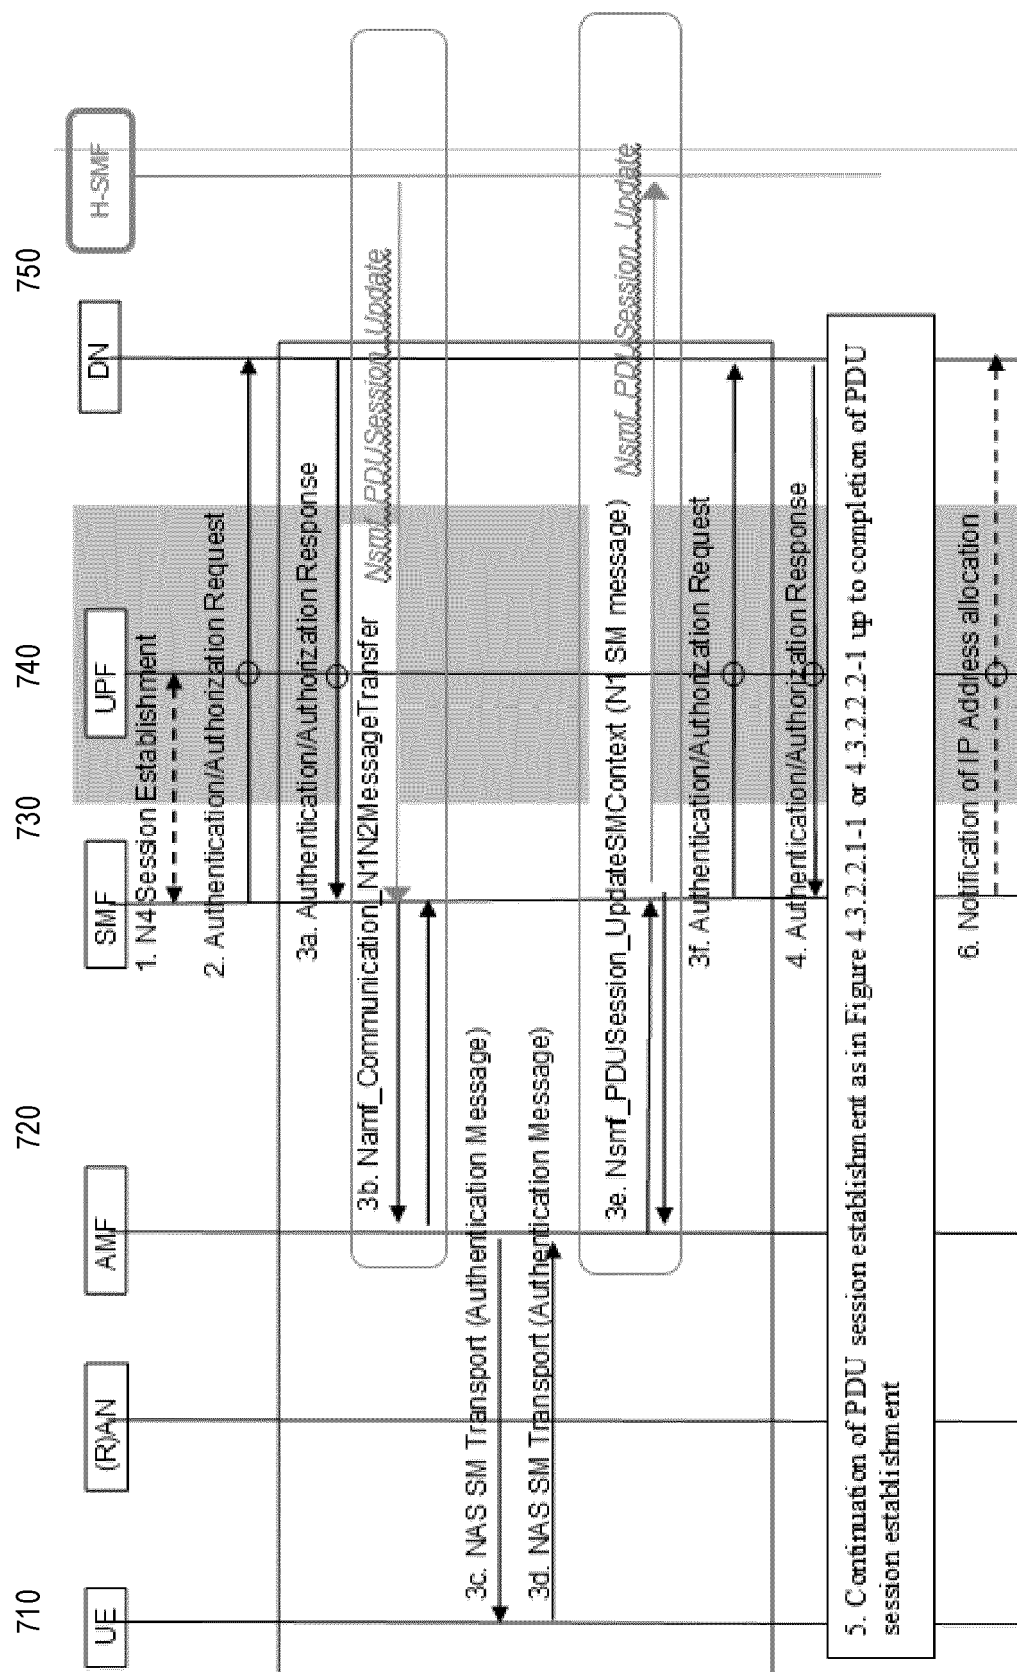 710
720
730
740
750
UE
(R)AN
AMF
SMF
UPF
DN
H-SMF
1. N4 Session Establishment
2. Authentication/Authorization Request
3a. Authentication/Authorization Response
3b. Namf_Communication_N1N2MessageTransfer
Nsmf_PDUSession_Update
3c. NAS SM Transport (Authentication Message)
3d. NAS SM Transport (Authentication Message)
3e. Nsmf_PDUSession_UpdateSMContext (N1 SM message)
Nsmf_PDUSession_Update
3f. Authentication/Authorization Request
4. Authentication/Authorization Response
5. Continuation of PDU session establishment as in Figure 4.3.2.2.1-1 or 4.3.2.2.2-1 up to completion of PDU
session establishment
6. Notification of IP Address allocation